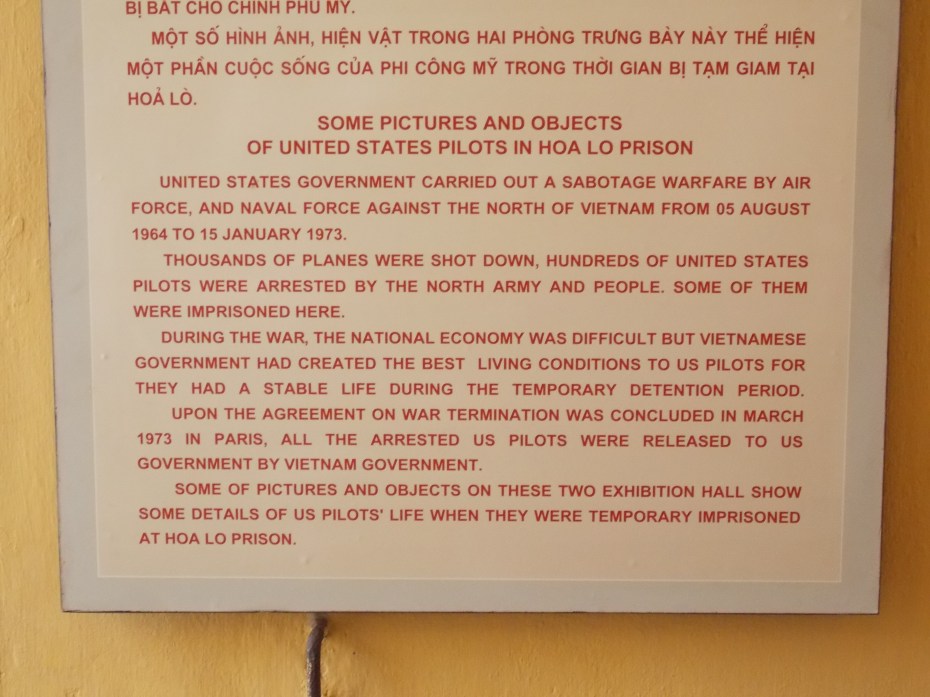 BỊ BẮT CHO CHÍNH PHỦ MỸ.
MỘT SỐ HÌNH ẢNH, HIỆN VẬT TRONG HAI PHÒNG TRƯNG BÀY NÀY THỂ HIỆN
MỘT PHẦN CUỘC SỐNG CỦA PHI CÔNG MỸ TRONG THỜI GIAN BỊ TẠM GIAM TẠI
HOẢ LÒ.
SOME PICTURES AND OBJECTS
OF UNITED STATES PILOTS IN HOA LO PRISON
UNITED STATES GOVERNMENT CARRIED OUT A SABOTAGE WARFARE BY AIR
FORCE, AND NAVAL FORCE AGAINST THE NORTH OF VIETNAM FROM 05 AUGUST
1964 TO 15 JANUARY 1973.
THOUSANDS OF PLANES WERE SHOT DOWN, HUNDREDS OF UNITED STATES
PILOTS WERE ARRESTED BY THE NORTH ARMY AND PEOPLE. SOME OF THEM
WERE IMPRISONED HERE.
DURING THE WAR, THE NATIONAL ECONOMY WAS DIFFICULT BUT VIETNAMESE
GOVERNMENT HAD CREATED THE BEST LIVING CONDITIONS TO US PILOTS FOR
THEY HAD A STABLE LIFE DURING THE TEMPORARY DETENTION PERIOD.
UPON THE AGREEMENT ON WAR TERMINATION WAS CONCLUDED IN MARCH
1973 IN PARIS, ALL THE ARRESTED US PILOTS WERE RELEASED TO US
GOVERNMENT BY VIETNAM GOVERNMENT.
SOME OF PICTURES AND OBJECTS ON THESE TWO EXHIBITION HALL SHOW
SOME DETAILS OF US PILOTS' LIFE WHEN THEY WERE TEMPORARY IMPRISONED
AT HOA LO PRISON.